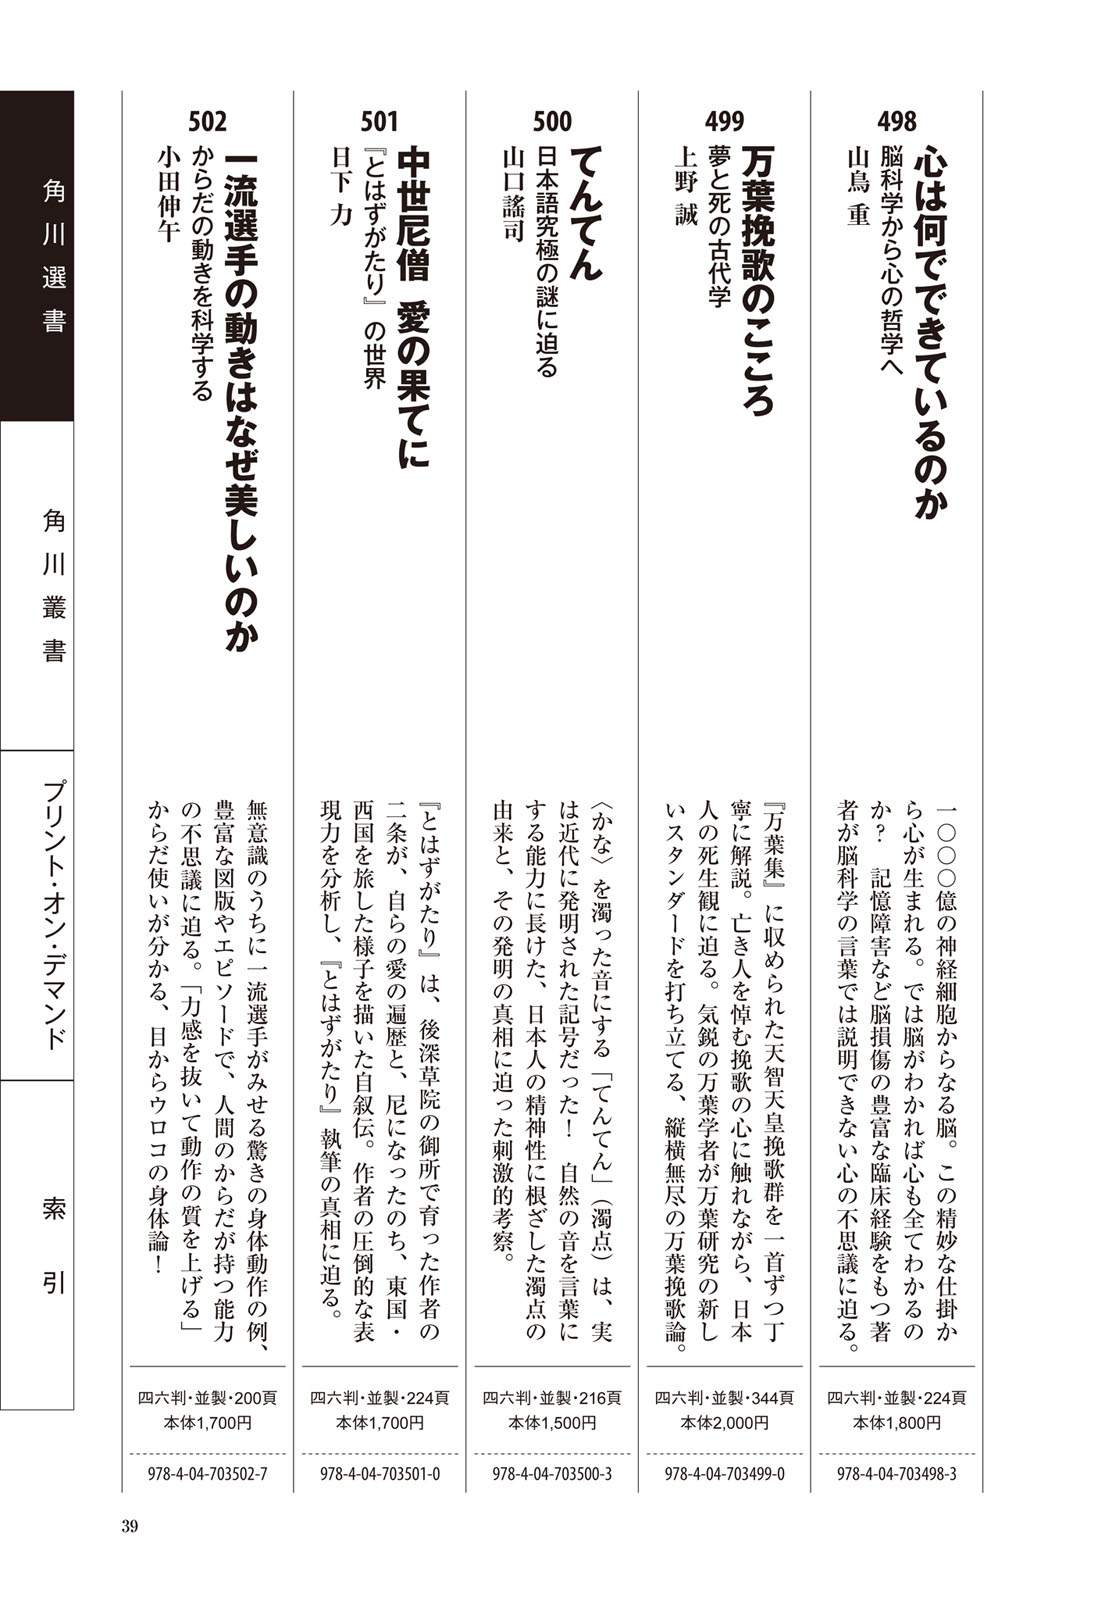 498
心は何でできているのか
脳科学から心の哲学へ
山鳥 重
一〇〇〇億の神経細胞からなる脳。この精妙な仕掛か
ら心が生まれる。では脳がわかれば心も全てわかるの
か？　記憶障害など脳損傷の豊富な臨床経験をもつ著
者が脳科学の言葉では説明できない心の不思議に迫る。
四六判・並製・224頁
本体1,800円
978-4-04-703498-3
499
万葉挽歌のこころ
夢と死の古代学
上野 誠
『万葉集』に収められた天智天皇挽歌群を一首ずつ丁
寧に解説。亡き人を悼む挽歌の心に触れながら、日本
人の死生観に迫る。気鋭の万葉学者が万葉研究の新し
いスタンダードを打ち立てる、縦横無尽の万葉挽歌論。
四六判・並製・344頁
本体2,000円
978-4-04-703499-0
500
てんてん
日本語究極の謎に迫る
山口謠司
〈かな〉を濁った音にする「てんてん」（濁点）は、実
は近代に発明された記号だった！　自然の音を言葉に
する能力に長けた、日本人の精神性に根ざした濁点の
由来と、その発明の真相に迫った刺激的考察。
四六判・並製・216頁
本体1,500円
978-4-04-703500-3
501
中世尼僧 愛の果てに
『とはずがたり』の世界
日下 力
『とはずがたり』は、後深草院の御所で育った作者の
二条が、自らの愛の遍歴と、尼になったのち、東国・
西国を旅した様子を描いた自叙伝。作者の圧倒的な表
現力を分析し、『とはずがたり』執筆の真相に迫る。
四六判・並製・224頁
本体1,700円
978-4-04-703501-0
502
一流選手の動きはなぜ美しいのか
からだの動きを科学する
小田伸午
無意識のうちに一流選手がみせる驚きの身体動作の例、
豊富な図版やエピソードで、人間のからだが持つ能力
の不思議に迫る。「力感を抜いて動作の質を上げる」
からだ使いが分かる、目からウロコの身体論！
四六判・並製・200頁
本体1,700円
978-4-04-703502-7
角川選書
角川叢書
プリント・オン・デマンド
索引
39